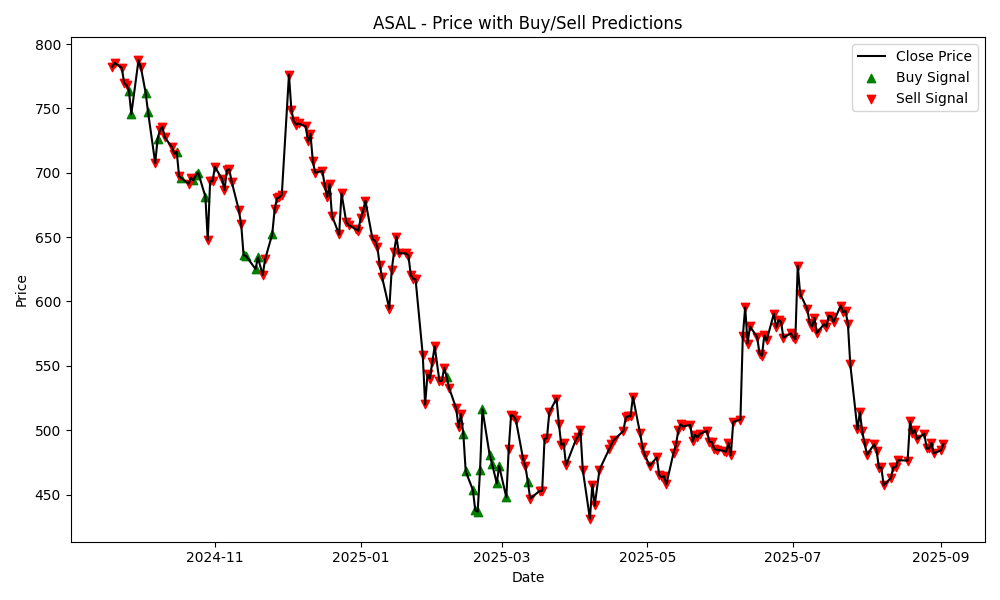 ASAL - Price with Buy/Sell Predictions
Close Price
Buy Signal
Sell Signal
Price
800
750
700
650
600
550
500
450
2024-11
2025-01
2025-03
2025-05
2025-07
2025-09
Date